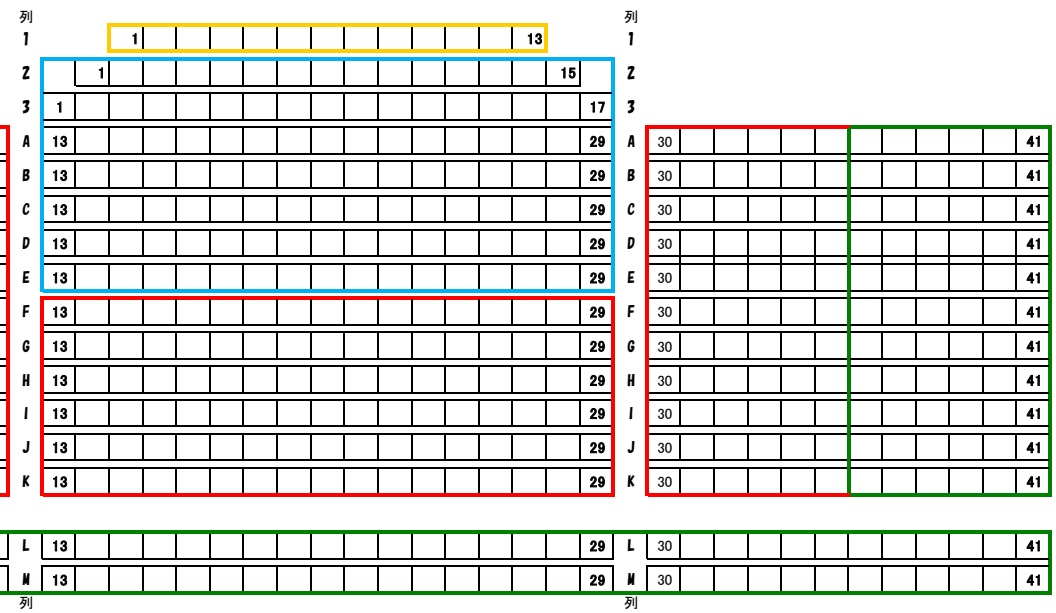 列 列
1 1 13 1
2 1 15 2
3 1 17 3
A 13 29 A 30 41
B 13 29 B 30 41
C 13 29 C 30 41
D 13 29 D 30 41
E 13 29 E 30 41
F 13 29 F 30 41
G 13 29 G 30 41
H 13 29 H 30 41
I 13 29 I 30 41
J 13 29 J 30 41
K 13 29 K 30 41
L 13 29 L 30 41
M 13 29 M 30 41
列 列